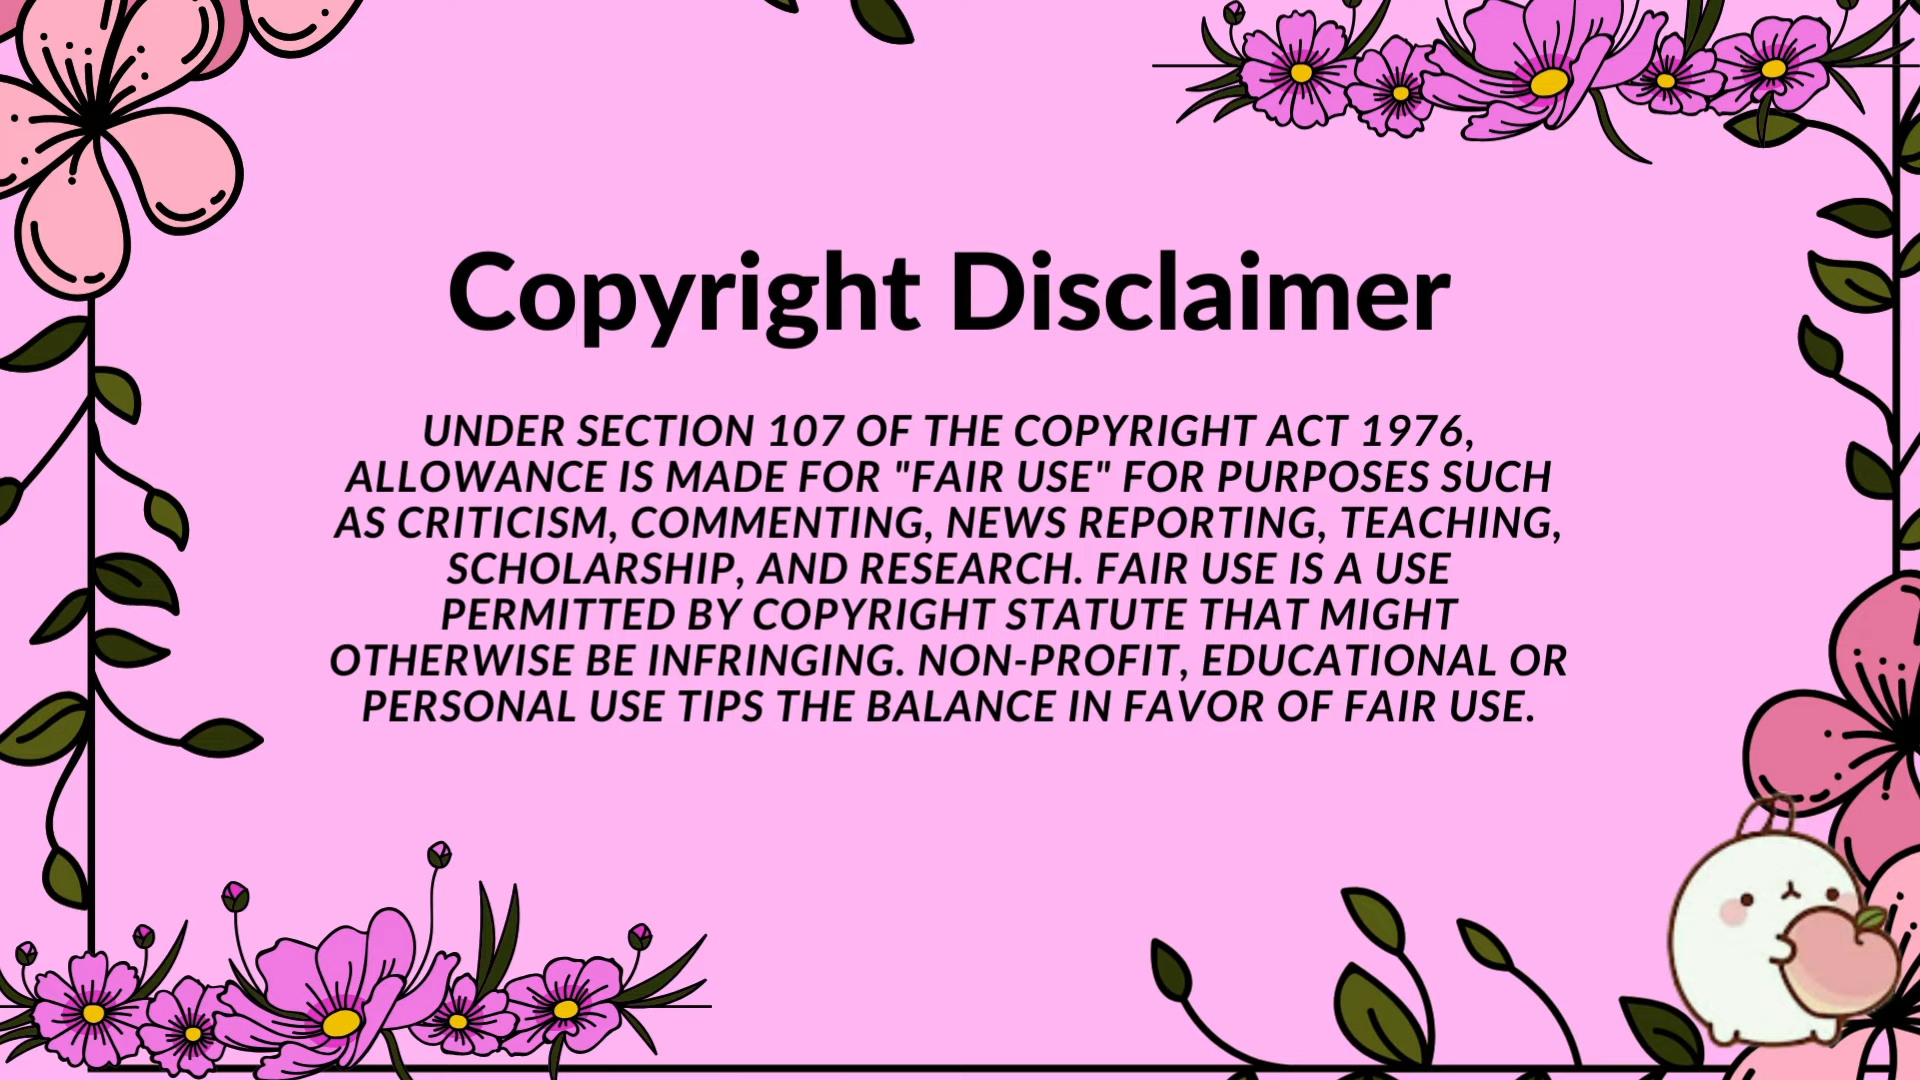 Copyright Disclaimer
UNDER SECTION 107 OF THE COPYRIGHT ACT 1976,
ALLOWANCE IS MADE FOR "FAIR USE" FOR PURPOSES SUCH
AS CRITICISM, COMMENTING, NEWS REPORTING, TEACHING,
SCHOLARSHIP, AND RESEARCH. FAIR USE IS A USE
PERMITTED BY COPYRIGHT STATUTE THAT MIGHT
OTHERWISE BE INFRINGING. NON-PROFIT, EDUCATIONAL OR
PERSONAL USE TIPS THE BALANCE IN FAVOR OF FAIR USE.